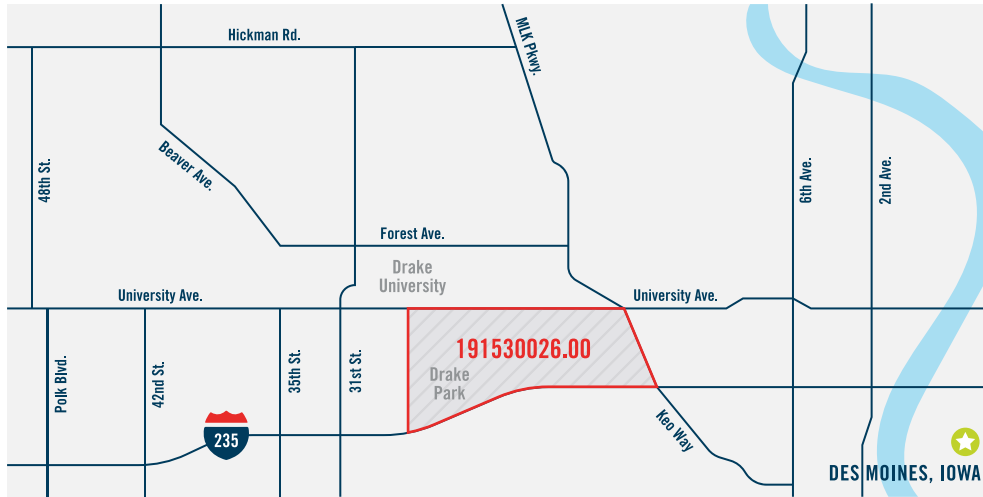 Hickman Rd.
MLK Pkwy.
48th St.
Beaver Ave.
6th Ave.
2nd Ave.
Forest Ave.
Drake
University
University Ave.
University Ave.
191530026.00
Drake
Park
Polk Blvd.
42nd St.
35th St.
31st St.
235
Keo Way
DES MOINES, IOWA